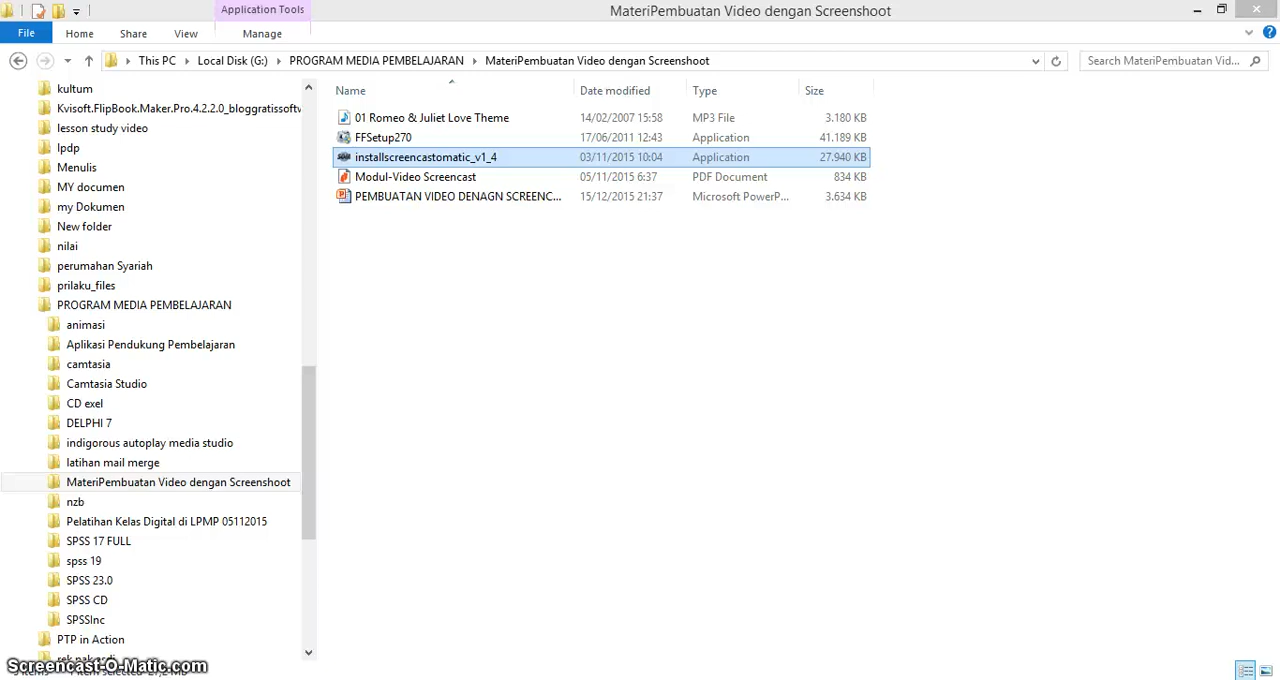 Application Tools
MateriPembuatan Video dengan Screenshoot
File Home Share View Manage
This PC Local Disk (G:) PROGRAM MEDIA PEMBELAJARAN MateriPembuatan Video dengan Screenshoot
Search MateriPembuatan Vid...
Name Date modified Type Size
01 Romeo & Juliet Love Theme 14/02/2007 15:58 MP3 File 3.180 KB
FFSetup270 17/06/2011 12:43 Application 41.189 KB
installscreencastomatic_v1_4 03/11/2015 10:04 Application 27.940 KB
Modul-Video Screencast 05/11/2015 6:37 PDF Document 834 KB
PEMBUATAN VIDEO DENAGN SCREENC... 15/12/2015 21:37 Microsoft PowerP... 3.634 KB
kultum
Kvisoft.FlipBook.Maker.Pro.4.2.2.0_bloggratissoftv
lesson study video
lpdp
Menulis
MY documen
my Dokumen
New folder
nilai
perumahan Syariah
prilaku_files
PROGRAM MEDIA PEMBELAJARAN
animasi
Aplikasi Pendukung Pembelajaran
camtasia
Camtasia Studio
CD exel
DELPHI 7
indigorous autoplay media studio
latihan mail merge
MateriPembuatan Video dengan Screenshoot
nzb
Pelatihan Kelas Digital di LPMP 05112015
SPSS 17 FULL
spss 19
SPSS 23.0
SPSS CD
SPSSInc
PTP in Action
Screencast-O-Matic.com